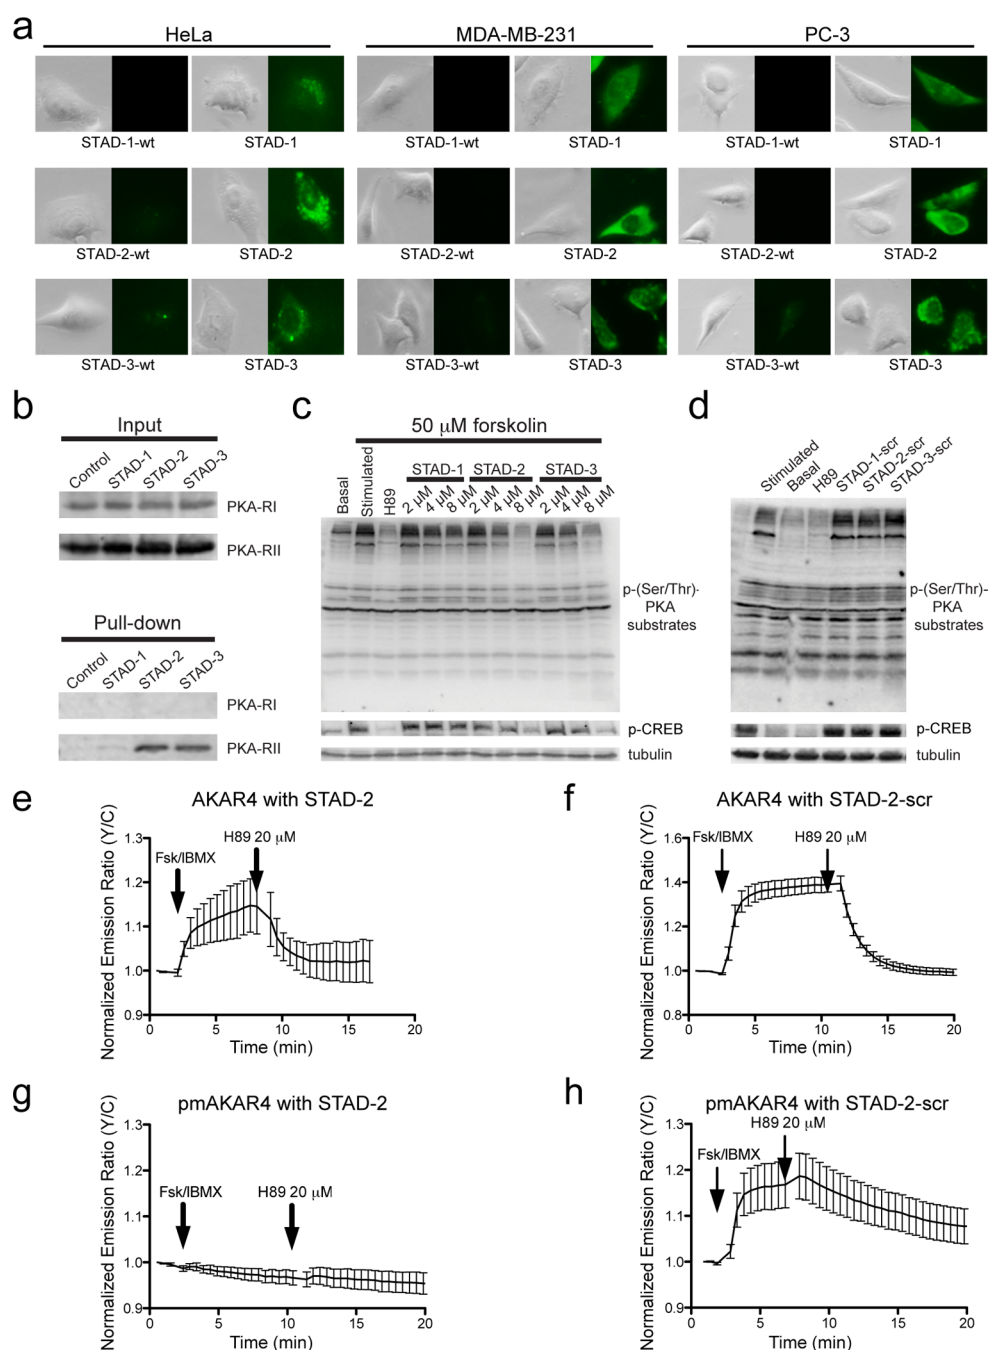 a
HeLa MDA-MB-231 PC-3
STAD-1-wt STAD-1 STAD-1-wt STAD-1 STAD-1-wt STAD-1
STAD-2-wt STAD-2 STAD-2-wt STAD-2 STAD-2-wt STAD-2
STAD-3-wt STAD-3 STAD-3-wt STAD-3 STAD-3-wt STAD-3
b
Input
Control STAD-1 STAD-2 STAD-3
PKA-RI
PKA-RII
Pull-down
Control STAD-1 STAD-2 STAD-3
PKA-RI
PKA-RII
c
50 μM forskolin
STAD-1 STAD-2 STAD-3
Basal Stimulated H89 2 μM 4 μM 8 μM 2 μM 4 μM 8 μM 2 μM 4 μM 8 μM
p-(Ser/Thr)-
PKA
substrates
p-CREB
tubulin
d
Stimulated Basal H89 STAD-1-scr STAD-2-scr STAD-3-scr
p-(Ser/Thr)-
PKA
substrates
p-CREB
tubulin
e
AKAR4 with STAD-2
Normalized Emission Ratio (Y/C)
1.3
1.2
1.1
1.0
0.9
Fsk/IBMX
H89 20 μM
0 5 10 15 20
Time (min)
f
AKAR4 with STAD-2-scr
Normalized Emission Ratio (Y/C)
1.6
1.4
1.2
1.0
0.8
Fsk/IBMX
H89 20 μM
0 5 10 15 20
Time (min)
g
pmAKAR4 with STAD-2
Normalized Emission Ratio (Y/C)
1.3
1.2
1.1
1.0
0.9
Fsk/IBMX
H89 20 μM
0 5 10 15 20
Time (min)
h
pmAKAR4 with STAD-2-scr
Normalized Emission Ratio (Y/C)
1.3
1.2
1.1
1.0
0.9
Fsk/IBMX
H89 20 μM
0 5 10 15 20
Time (min)